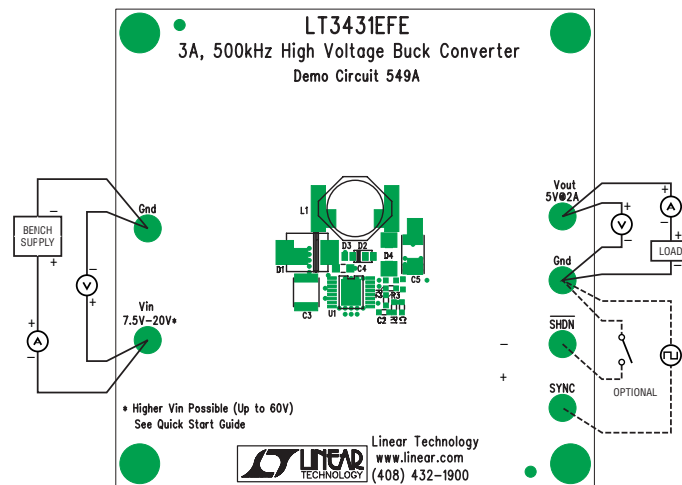 LT3431EFE
3A, 500kHz High Voltage Buck Converter
Demo Circuit 549A
Gnd
BENCH SUPPLY
-
+
V
-
+
A
+
-
Vin
7.5V-20V*
L1
D3
D2
D4
D1
C4
C5
C3
U1
R3
C2
Vout
5V@2A
+
V
-
+
A
-
LOAD
Gnd
SHDN
-
+
SYNC
OPTIONAL
* Higher Vin Possible (Up to 60V)
See Quick Start Guide
LINEAR
TECHNOLOGY
Linear Technology
www.linear.com
(408) 432-1900